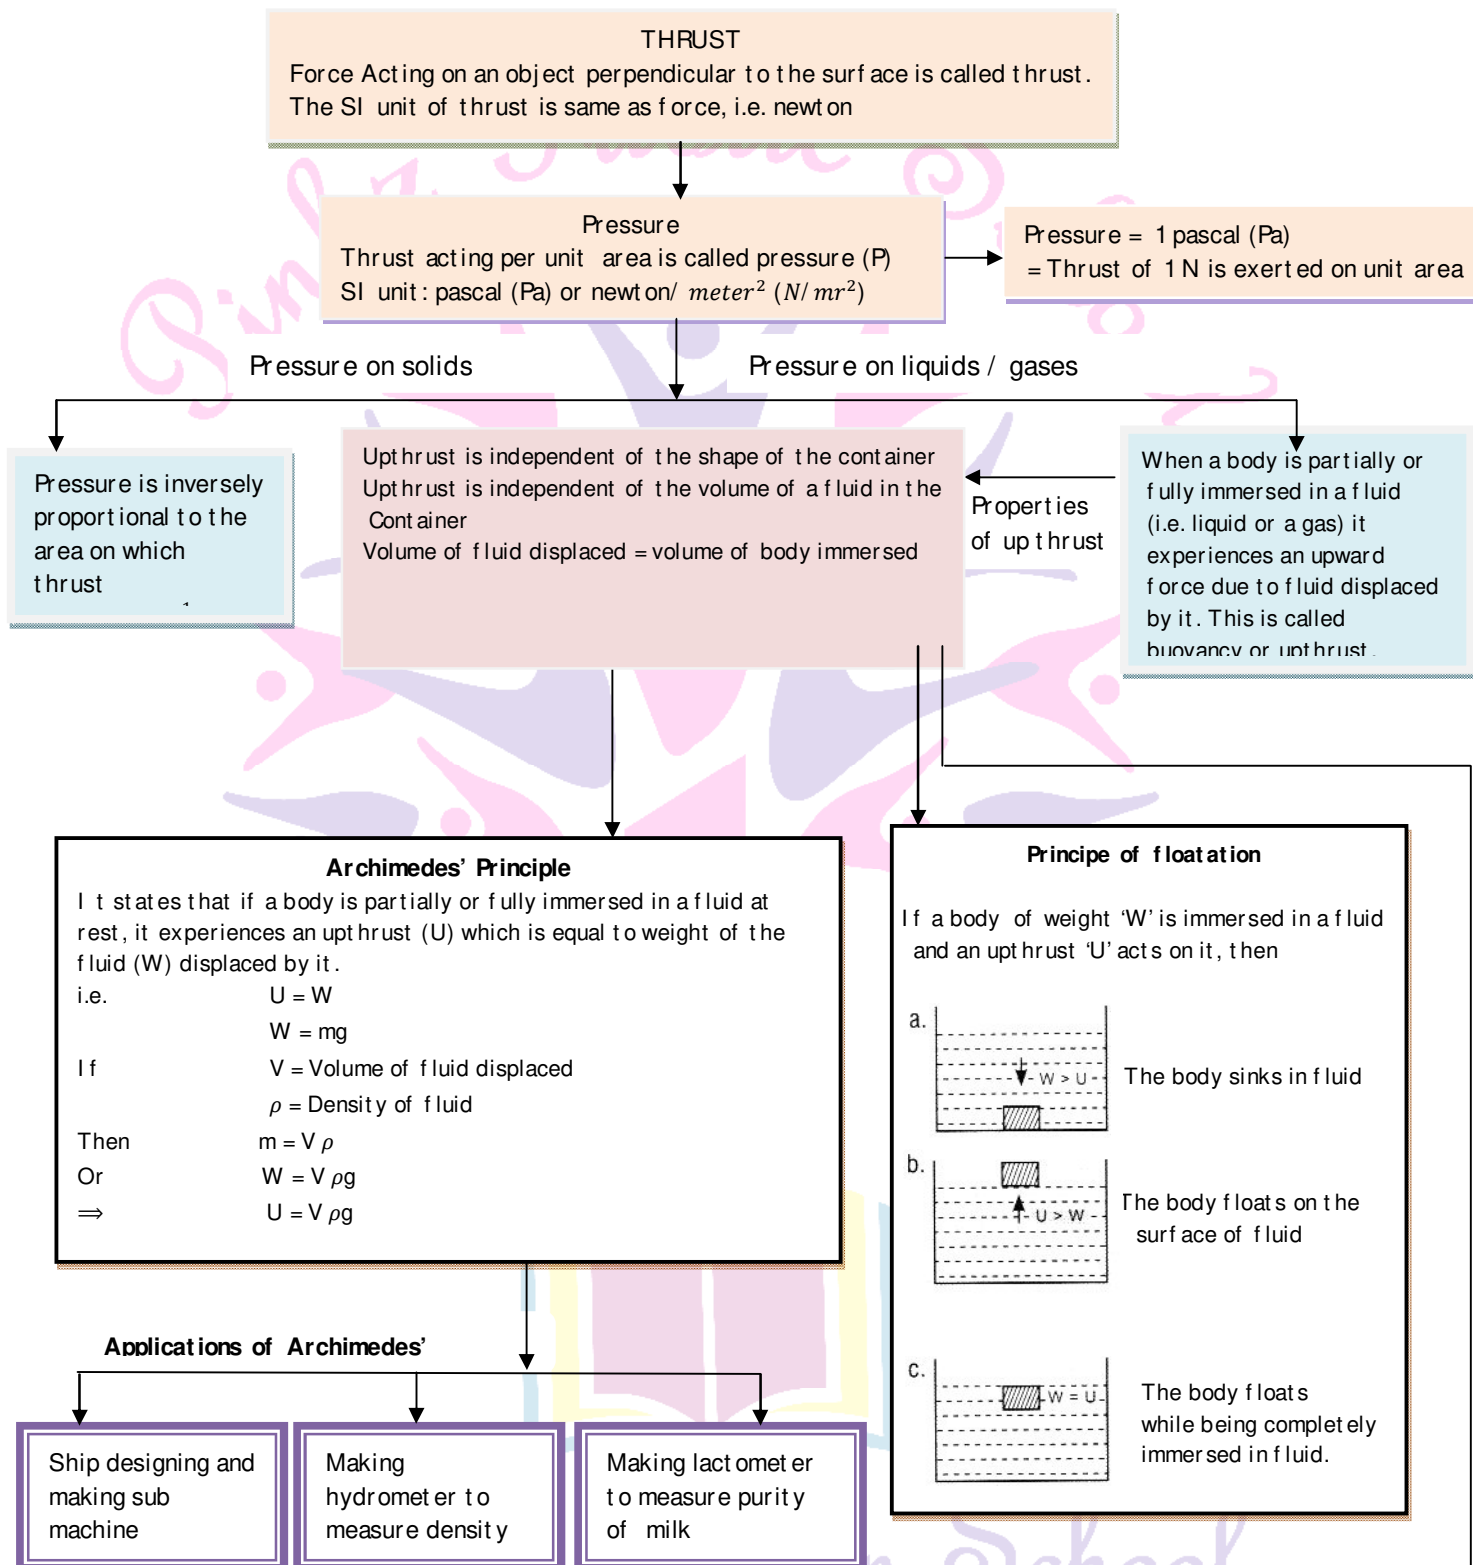 THRUST
Force Acting on an object perpendicular to the surface is called thrust.
The SI unit of thrust is same as force, i.e. newton
Pressure
Thrust acting per unit area is called pressure (P)
SI unit: pascal (Pa) or newton/ meter² (N/mr²)
Pressure = 1 pascal (Pa)
= Thrust of 1 N is exerted on unit area
Pressure on solids
Pressure on liquids / gases
Pressure is inversely
proportional to the
area on which
thrust
1
Upthrust is independent of the shape of the container
Upthrust is independent of the volume of a fluid in the
Container
Volume of fluid displaced = volume of body immersed
Properties
of up thrust
When a body is partially or
fully immersed in a fluid
(i.e. liquid or a gas) it
experiences an upward
force due to fluid displaced
by it. This is called
buoyancy or upthrust.
Archimedes’ Principle
It states that if a body is partially or fully immersed in a fluid at
rest, it experiences an upthrust (U) which is equal to weight of the
fluid (W) displaced by it.
i.e. U = W
W = mg
If V = Volume of fluid displaced
ρ = Density of fluid
Then m = V ρ
Or W = V ρg
⟹ U = V ρg
Principe of floatation
If a body of weight ‘W’ is immersed in a fluid
and an upthrust ‘U’ acts on it, then
a.
W > U
The body sinks in fluid
b.
U > W
The body floats on the
surface of fluid
c.
W = U
The body floats
while being completely
immersed in fluid.
Applications of Archimedes’
Ship designing and
making sub
machine
Making
hydrometer to
measure density
Making lactometer
to measure purity
of milk
School